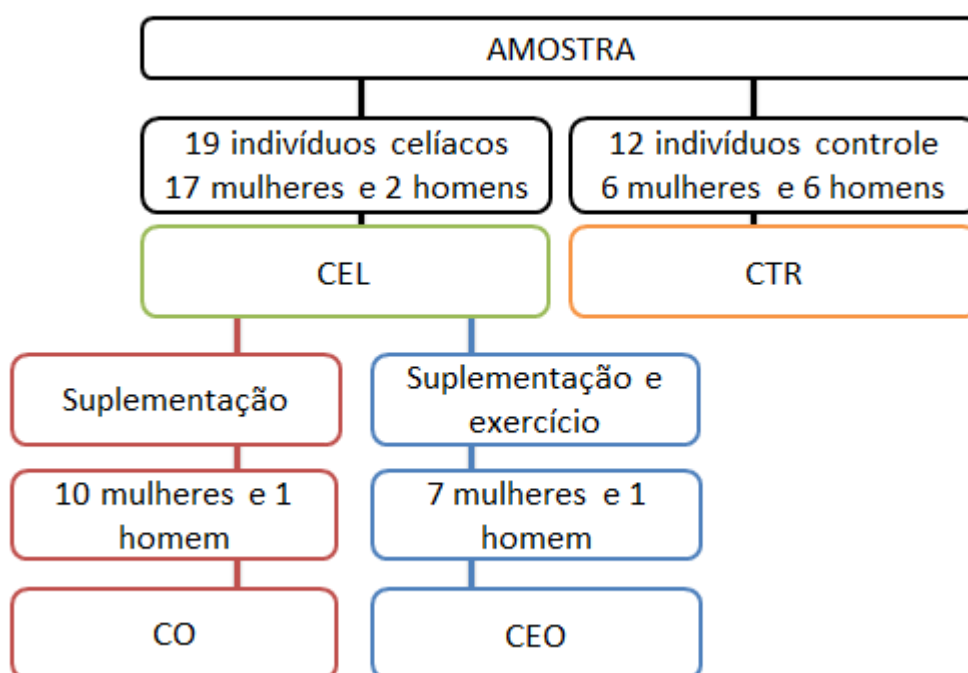 AMOSTRA
19 indivíduos celíacos
17 mulheres e 2 homens
12 indivíduos controle
6 mulheres e 6 homens
CEL
CTR
Suplementação
Suplementação e
exercício
10 mulheres e 1
homem
7 mulheres e 1
homem
CO
CEO